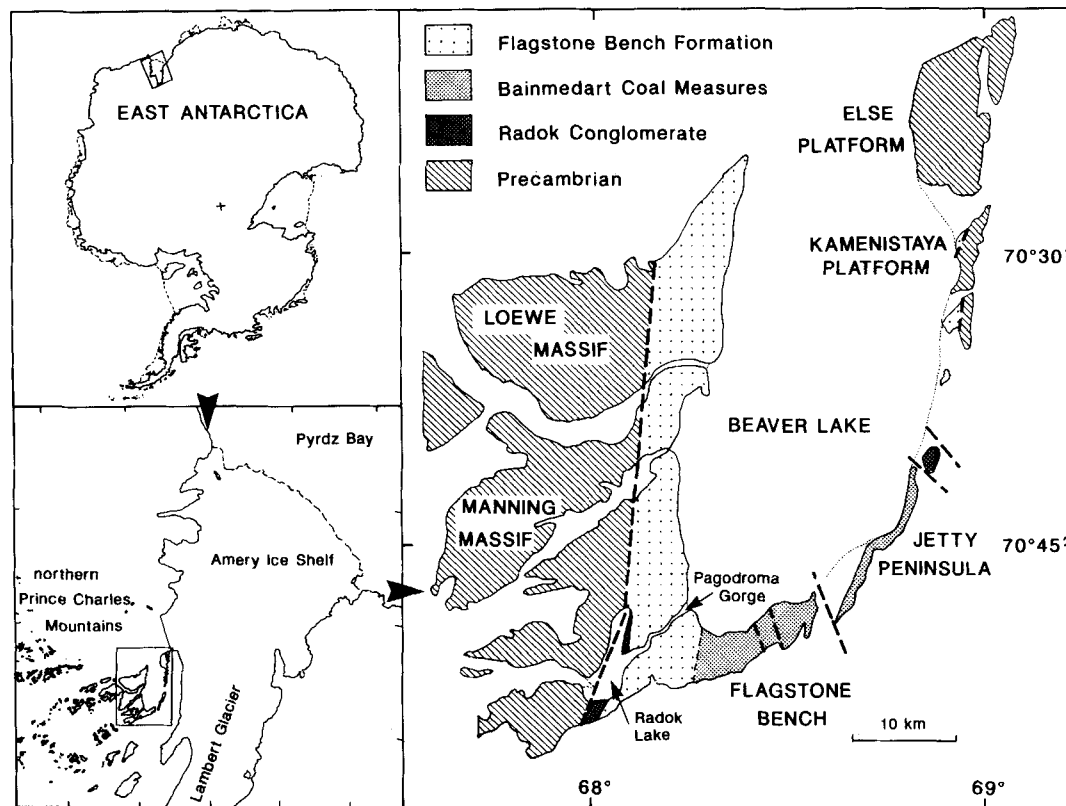 EAST ANTARCTICA
Pyrdz Bay
Amery Ice Shelf
northern
Prince Charles
Mountains
Lambert Glacier
Flagstone Bench Formation
Bainmedart Coal Measures
Radok Conglomerate
Precambrian
ELSE
PLATFORM
KAMENISTAYA
PLATFORM
70°30'
LOEWE
MASSIF
BEAVER LAKE
MANNING
MASSIF
JETTY
PENINSULA
70°45'
Pagodroma
Gorge
FLAGSTONE
BENCH
Radok
Lake
10 km
68°
69°